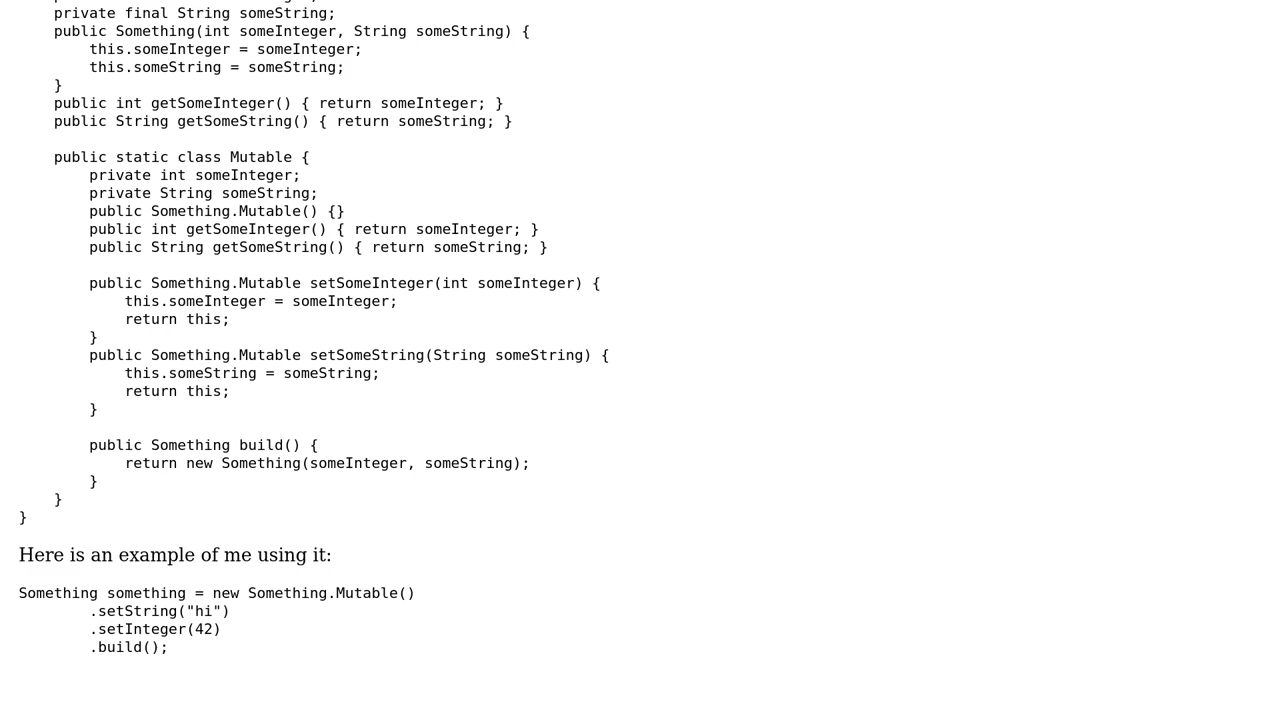 private final String someString;
public Something(int someInteger, String someString) {
this.someInteger = someInteger;
this.someString = someString;
}
public int getSomeInteger() { return someInteger; }
public String getSomeString() { return someString; }
public static class Mutable {
private int someInteger;
private String someString;
public Something.Mutable() {}
public int getSomeInteger() { return someInteger; }
public String getSomeString() { return someString; }
public Something.Mutable setSomeInteger(int someInteger) {
this.someInteger = someInteger;
return this;
}
public Something.Mutable setSomeString(String someString) {
this.someString = someString;
return this;
}
public Something build() {
return new Something(someInteger, someString);
}
}
}
Here is an example of me using it:
Something something = new Something.Mutable()
.setString("hi")
.setInteger(42)
.build();